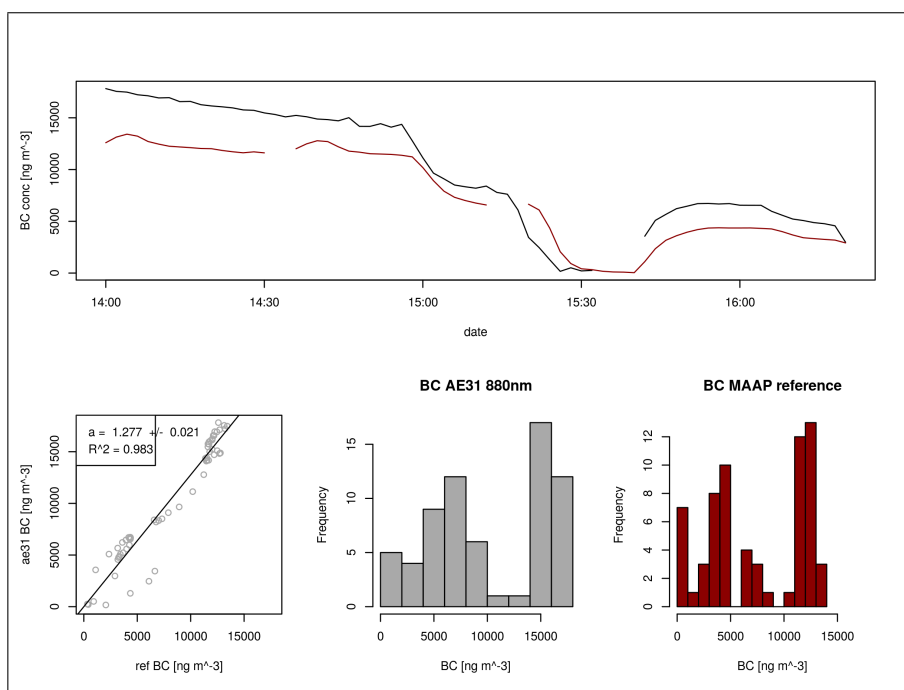 BC conc [ng m^-3]
15000
10000
5000
0
14:00 14:30 15:00 15:30 16:00
date
a = 1.277 +/- 0.021
R^2 = 0.983
ae31 BC [ng m^-3]
15000
10000
5000
0
0 5000 10000 15000
ref BC [ng m^-3]
BC AE31 880nm
Frequency
15
10
5
0
0 5000 10000 15000
BC [ng m^-3]
BC MAAP reference
Frequency
12
10
8
6
4
2
0
0 5000 10000 15000
BC [ng m^-3]